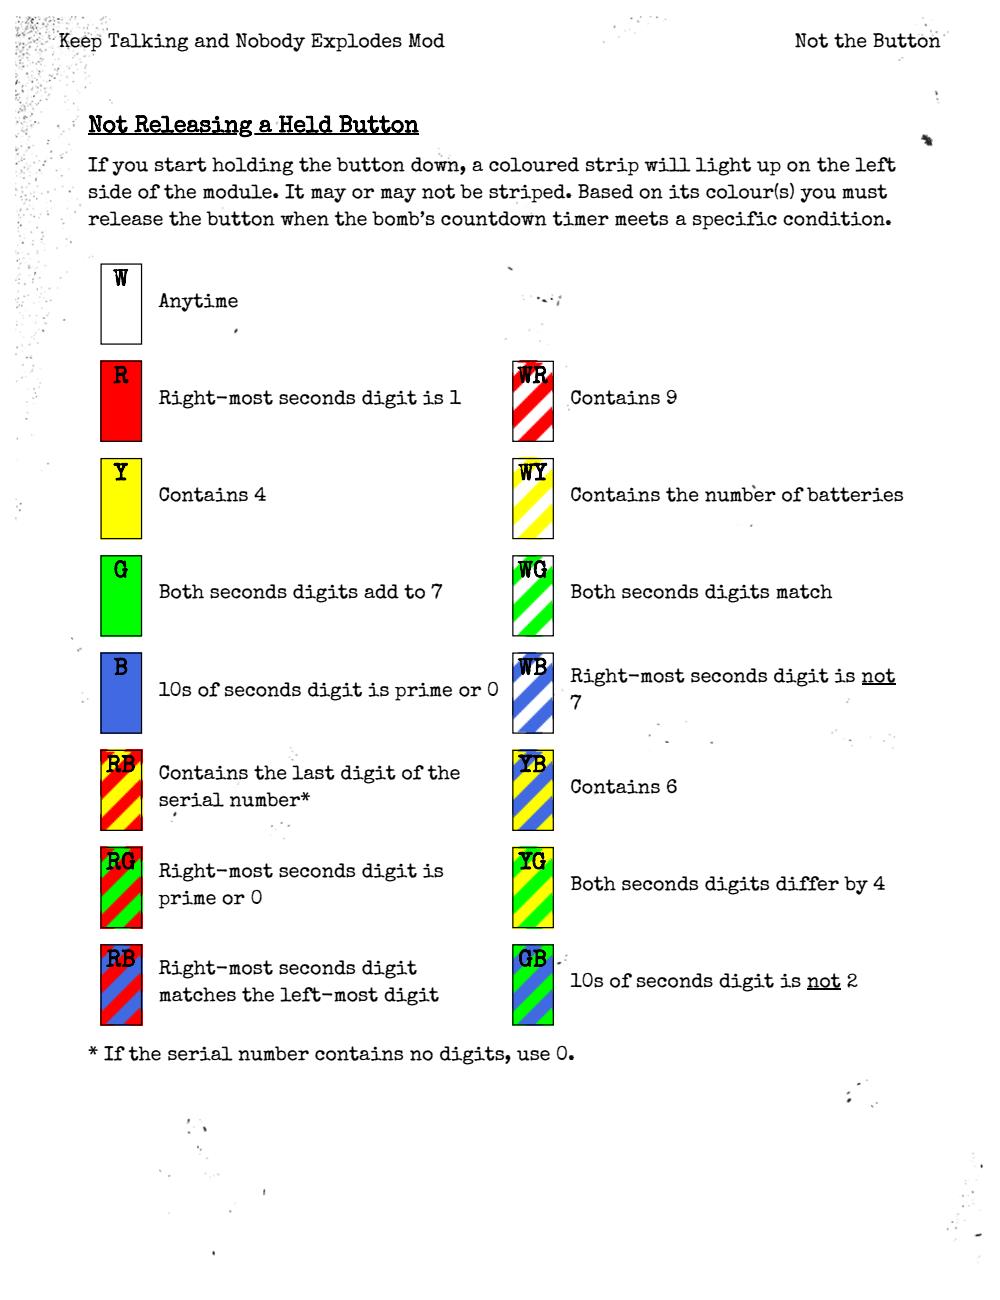 Keep Talking and Nobody Explodes Mod
Not the Button
Not Releasing a Held Button
If you start holding the button down, a coloured strip will light up on the left
side of the module. It may or may not be striped. Based on its colour(s) you must
release the button when the bomb's countdown timer meets a specific condition.
W
Anytime
R
Right-most seconds digit is 1
WR
Contains 9
Y
Contains 4
WY
Contains the number of batteries
G
Both seconds digits add to 7
WG
Both seconds digits match
B
10s of seconds digit is prime or 0
WB
Right-most seconds digit is not
7
RB
Contains the last digit of the
serial number*
YB
Contains 6
RG
Right-most seconds digit is
prime or 0
YG
Both seconds digits differ by 4
RB
Right-most seconds digit
matches the left-most digit
GB
10s of seconds digit is not 2
* If the serial number contains no digits, use 0.